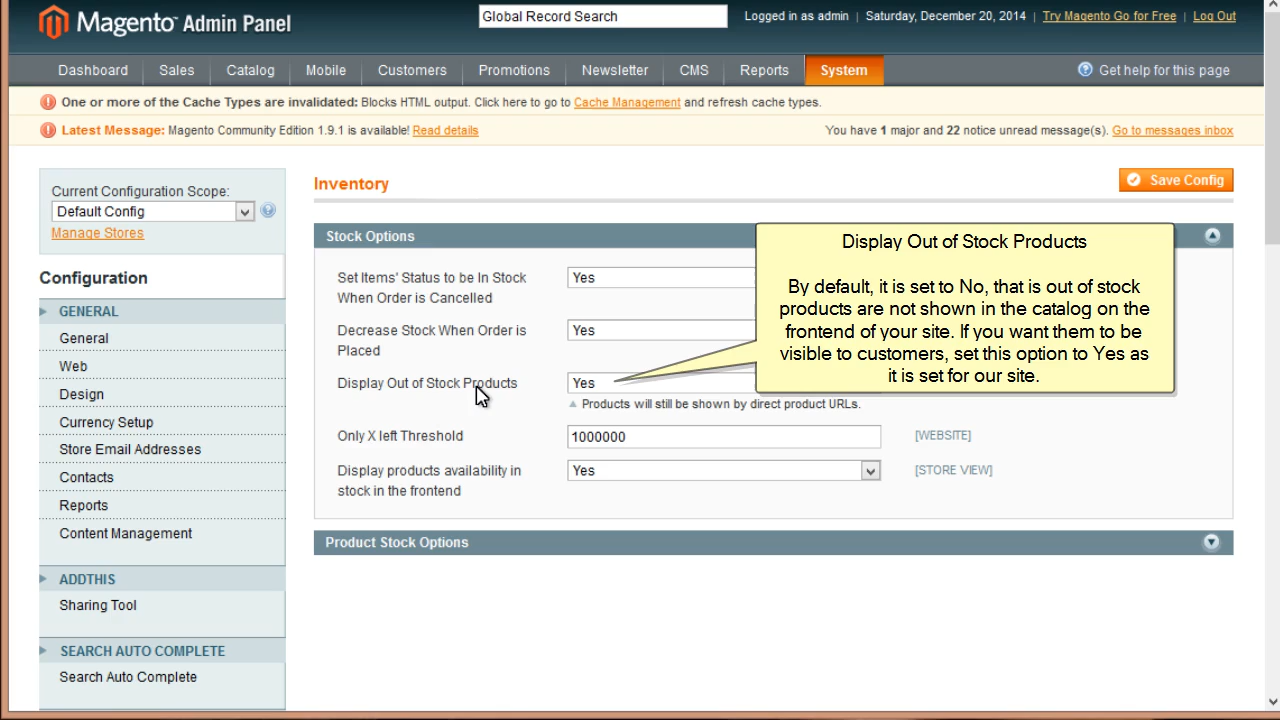 Magento Admin Panel
Global Record Search
Logged in as admin | Saturday, December 20, 2014 | Try Magento Go for Free | Log Out
Dashboard Sales Catalog Mobile Customers Promotions Newsletter CMS Reports System Get help for this page
One or more of the Cache Types are invalidated: Blocks HTML output. Click here to go to Cache Management and refresh cache types.
Latest Message: Magento Community Edition 1.9.1 is available! Read details You have 1 major and 22 notice unread message(s). Go to messages inbox
Current Configuration Scope:
Default Config
Manage Stores
Configuration
GENERAL
General
Web
Design
Currency Setup
Store Email Addresses
Contacts
Reports
Content Management
ADDTHIS
Sharing Tool
SEARCH AUTO COMPLETE
Search Auto Complete
Inventory
Save Config
Stock Options
Set Items' Status to be In Stock
When Order is Cancelled
Yes
Decrease Stock When Order is
Placed
Yes
Display Out of Stock Products
Yes
Products will still be shown by direct product URLs.
Only X left Threshold
1000000
[WEBSITE]
Display products availability in
stock in the frontend
Yes
[STORE VIEW]
Product Stock Options
Display Out of Stock Products
By default, it is set to No, that is out of stock
products are not shown in the catalog on the
frontend of your site. If you want them to be
visible to customers, set this option to Yes as
it is set for our site.